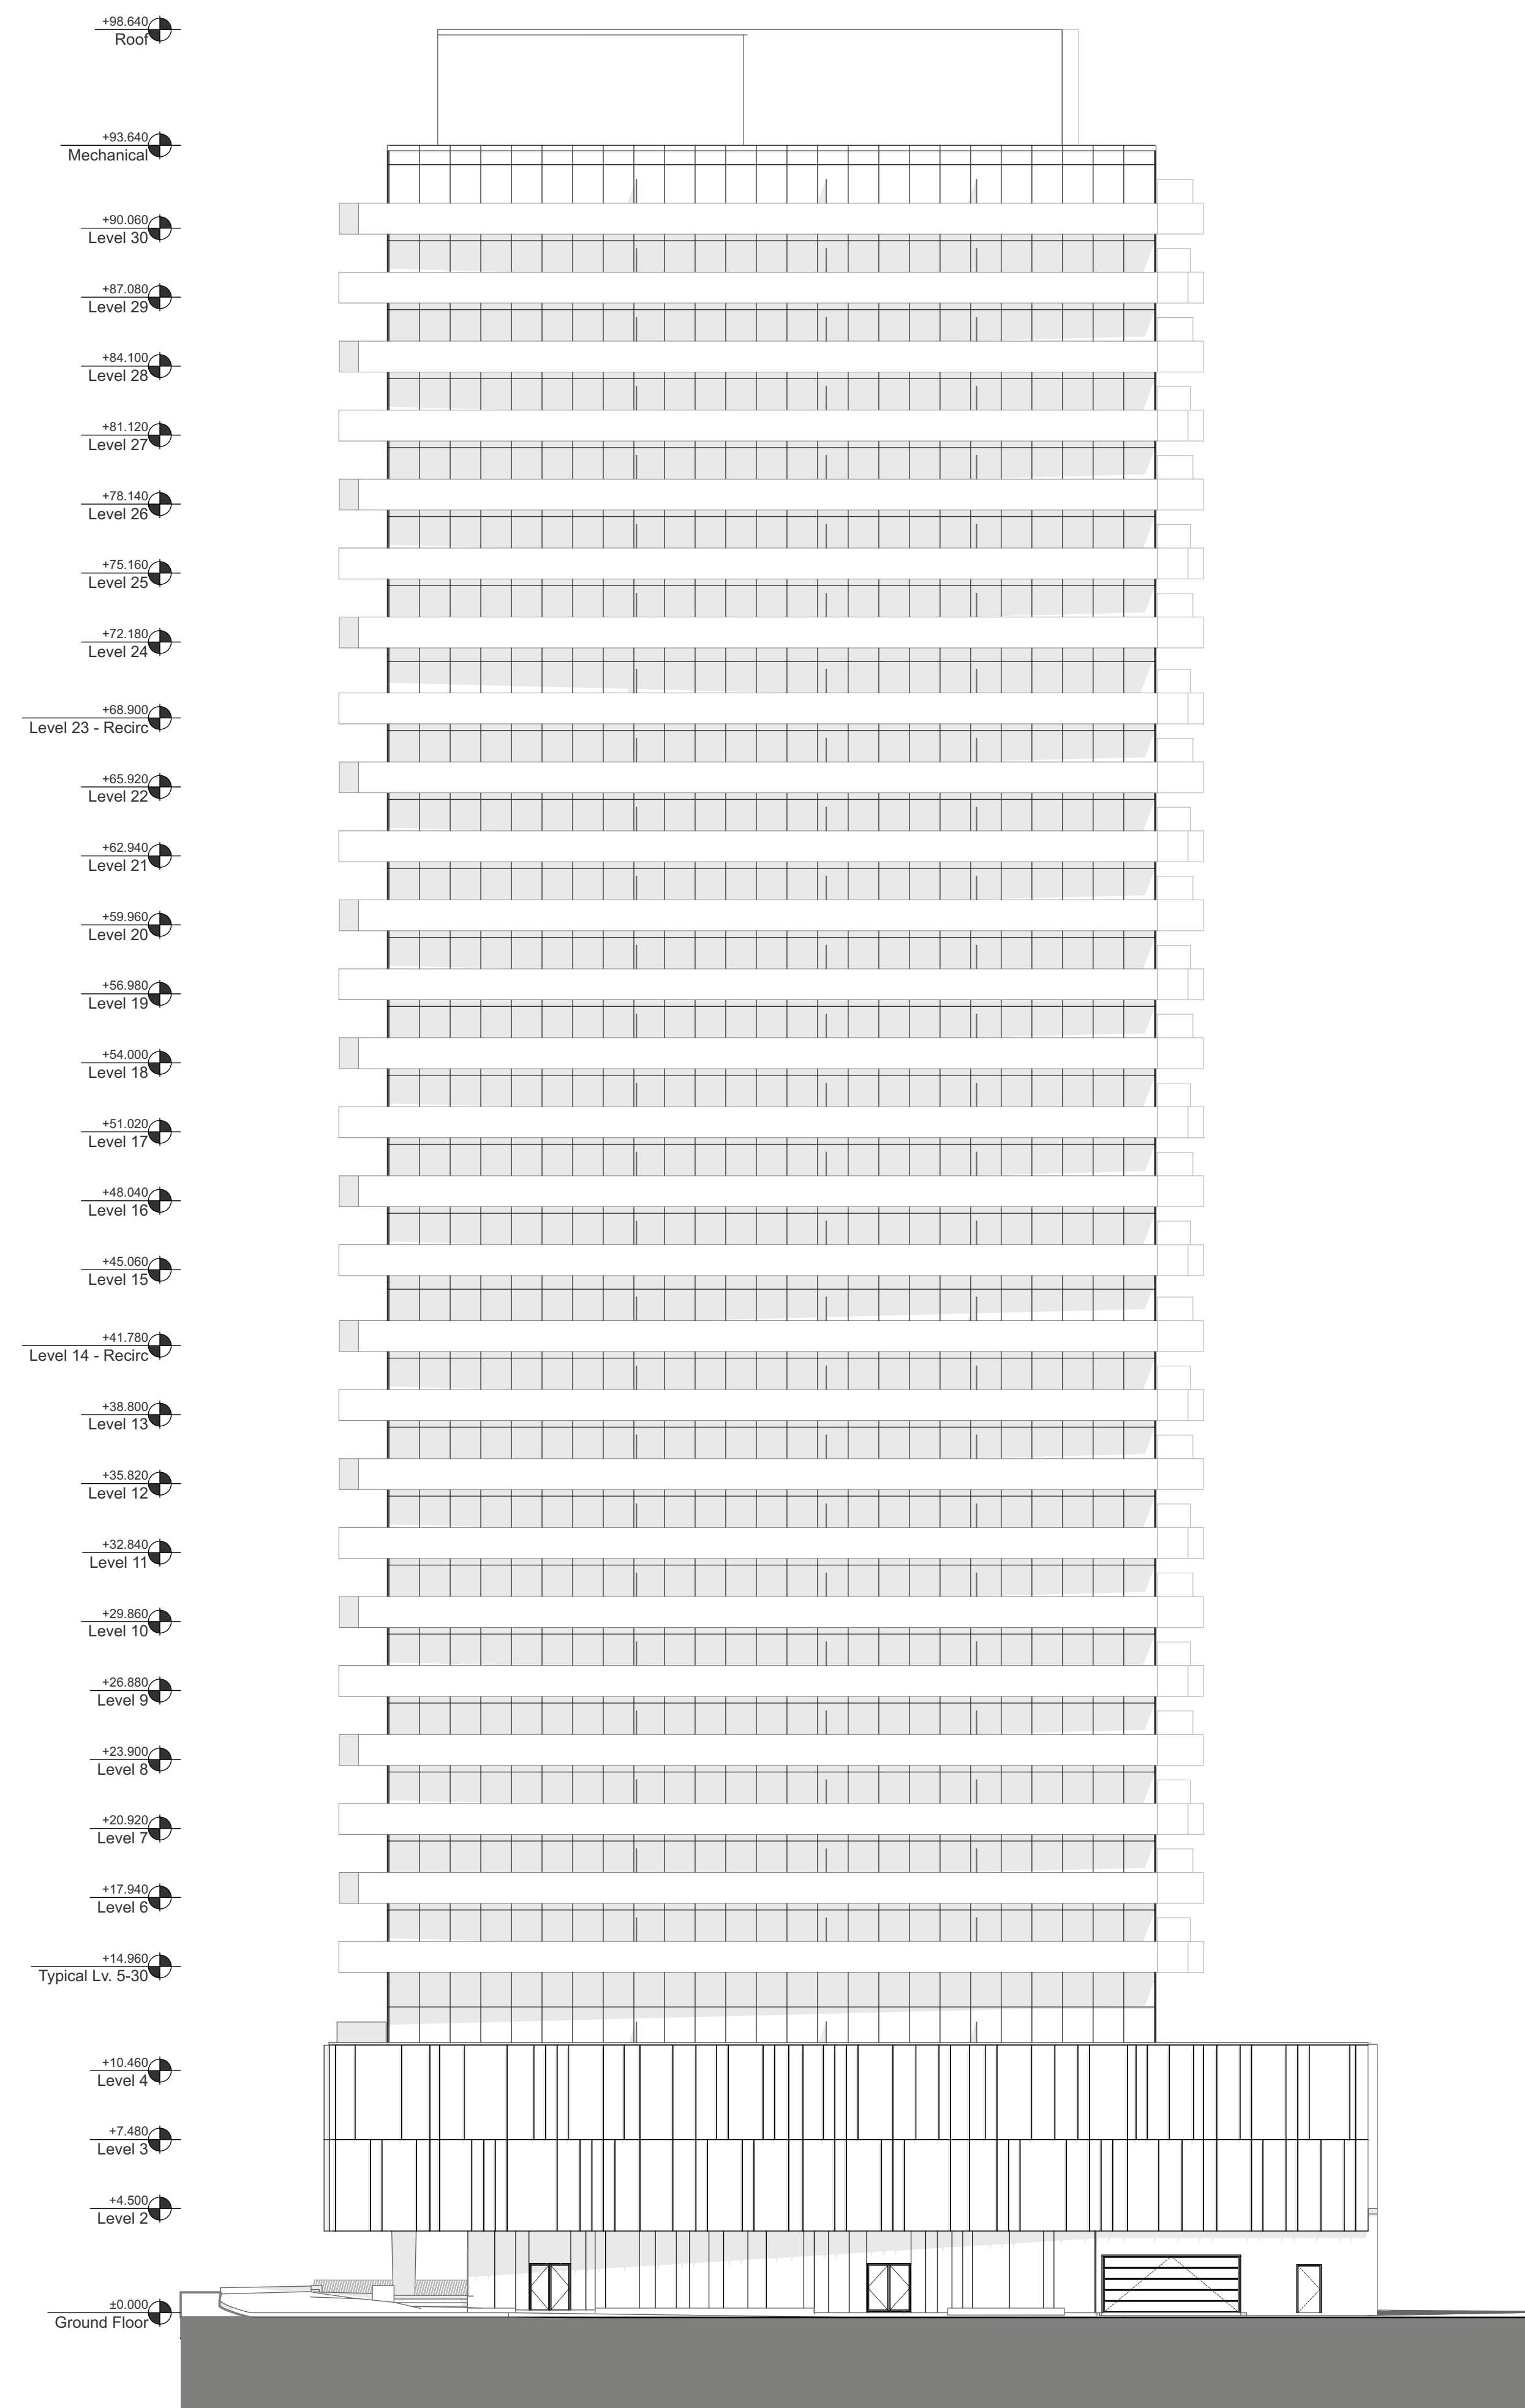 +98.640
Roof
+93.640
Mechanical
+90.060
Level 30
+87.080
Level 29
+84.100
Level 28
+81.120
Level 27
+78.140
Level 26
+75.160
Level 25
+72.180
Level 24
+68.900
Level 23 - Recirc
+65.920
Level 22
+62.940
Level 21
+59.960
Level 20
+56.980
Level 19
+54.000
Level 18
+51.020
Level 17
+48.040
Level 16
+45.060
Level 15
+41.780
Level 14 - Recirc
+38.800
Level 13
+35.820
Level 12
+32.840
Level 11
+29.860
Level 10
+26.880
Level 9
+23.900
Level 8
+20.920
Level 7
+17.940
Level 6
+14.960
Typical Lv. 5-30
+10.460
Level 4
+7.480
Level 3
+4.500
Level 2
±0.000
Ground Floor